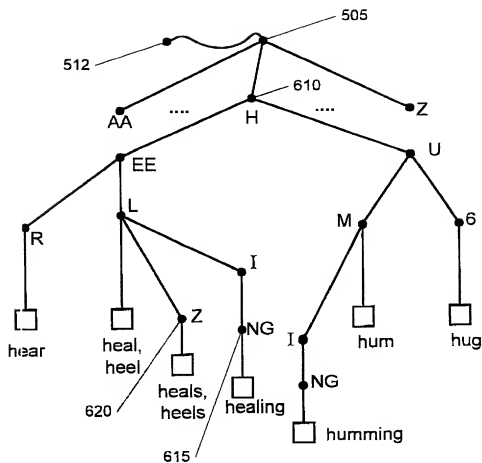 505
512
610
AA
....
H
....
Z
EE
U
L
M
6
R
I
Z
NG
I
hear
heal,
heel
hum
hug
heals,
heels
healing
NG
620
615
humming